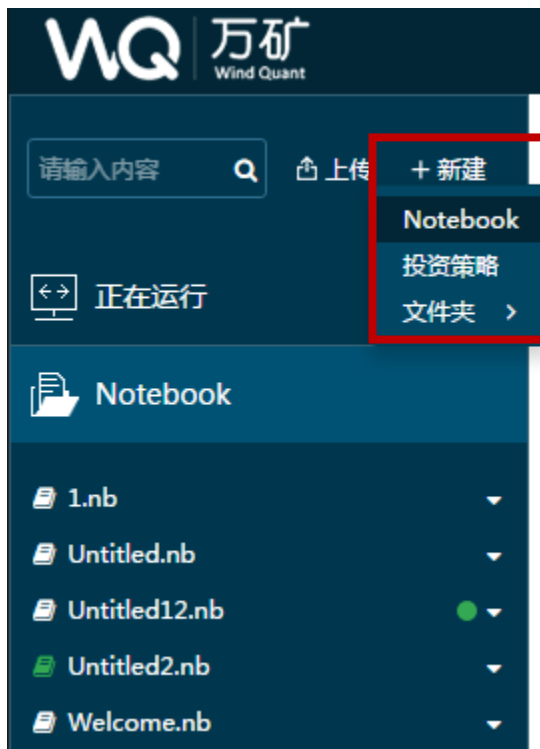 WQ 万矿
Wind Quant
请输入内容 上传 + 新建
Notebook
投资策略
文件夹 >
正在运行
Notebook
1.nb
Untitled.nb
Untitled12.nb
Untitled2.nb
Welcome.nb